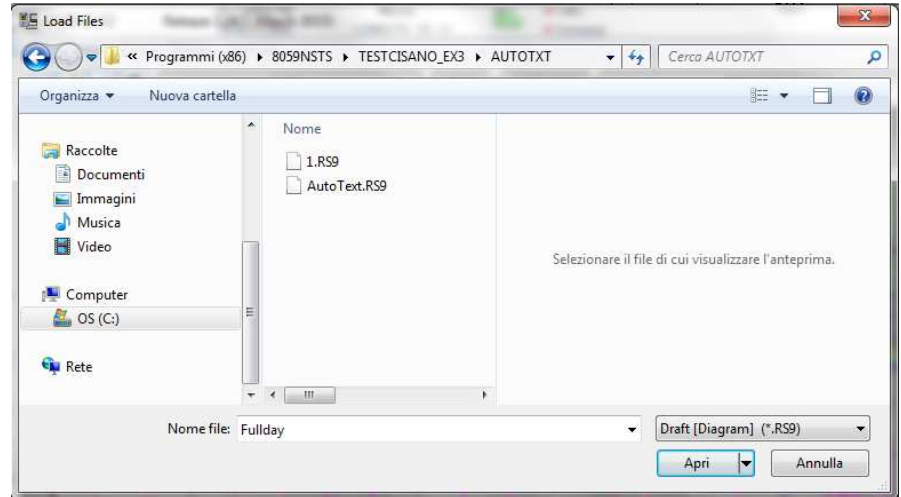 Load Files
« Programmi (x86) ▸ 8059NSTS ▸ TESTCISANO_EX3 ▸ AUTOTXT
Cerca AUTOTXT
Organizza Nuova cartella
Nome
Raccolte
Documenti
Immagini
Musica
Video
Computer
OS (C:)
Rete
1.RS9
AutoText.RS9
Selezionare il file di cui visualizzare l'anteprima.
Nome file: Fullday
Draft [Diagram] (*.RS9)
Apri Annulla